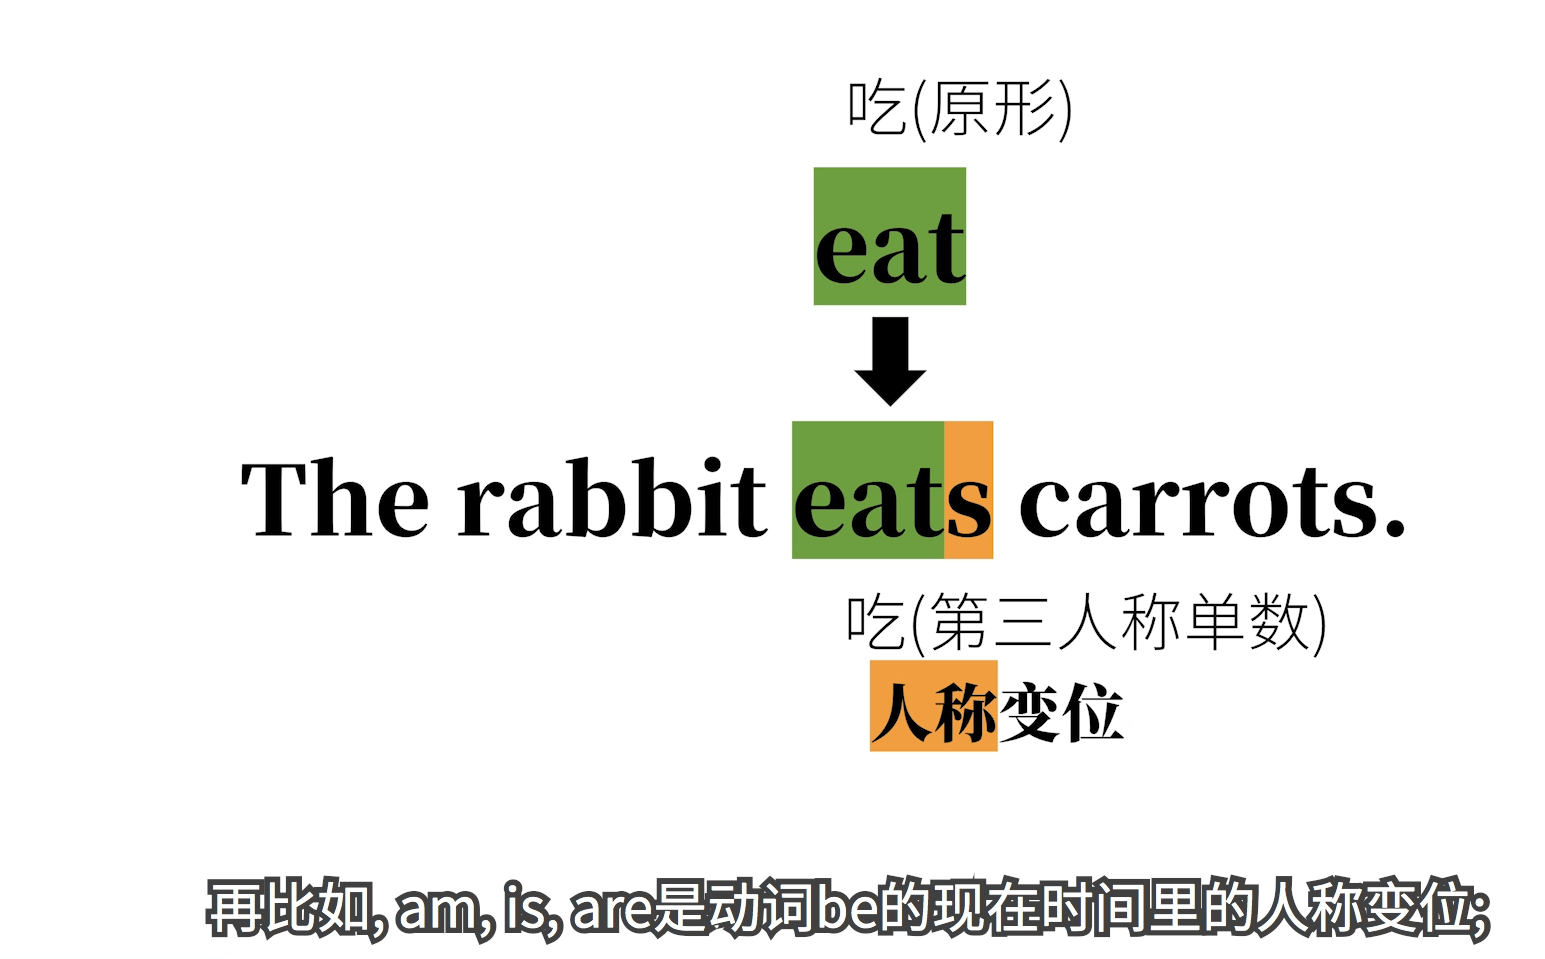 吃(原形)
eat
The rabbit eats carrots.
吃(第三人称单数)
人称变位
再比如, am, is, are是动词be的现在时间里的人称变位;